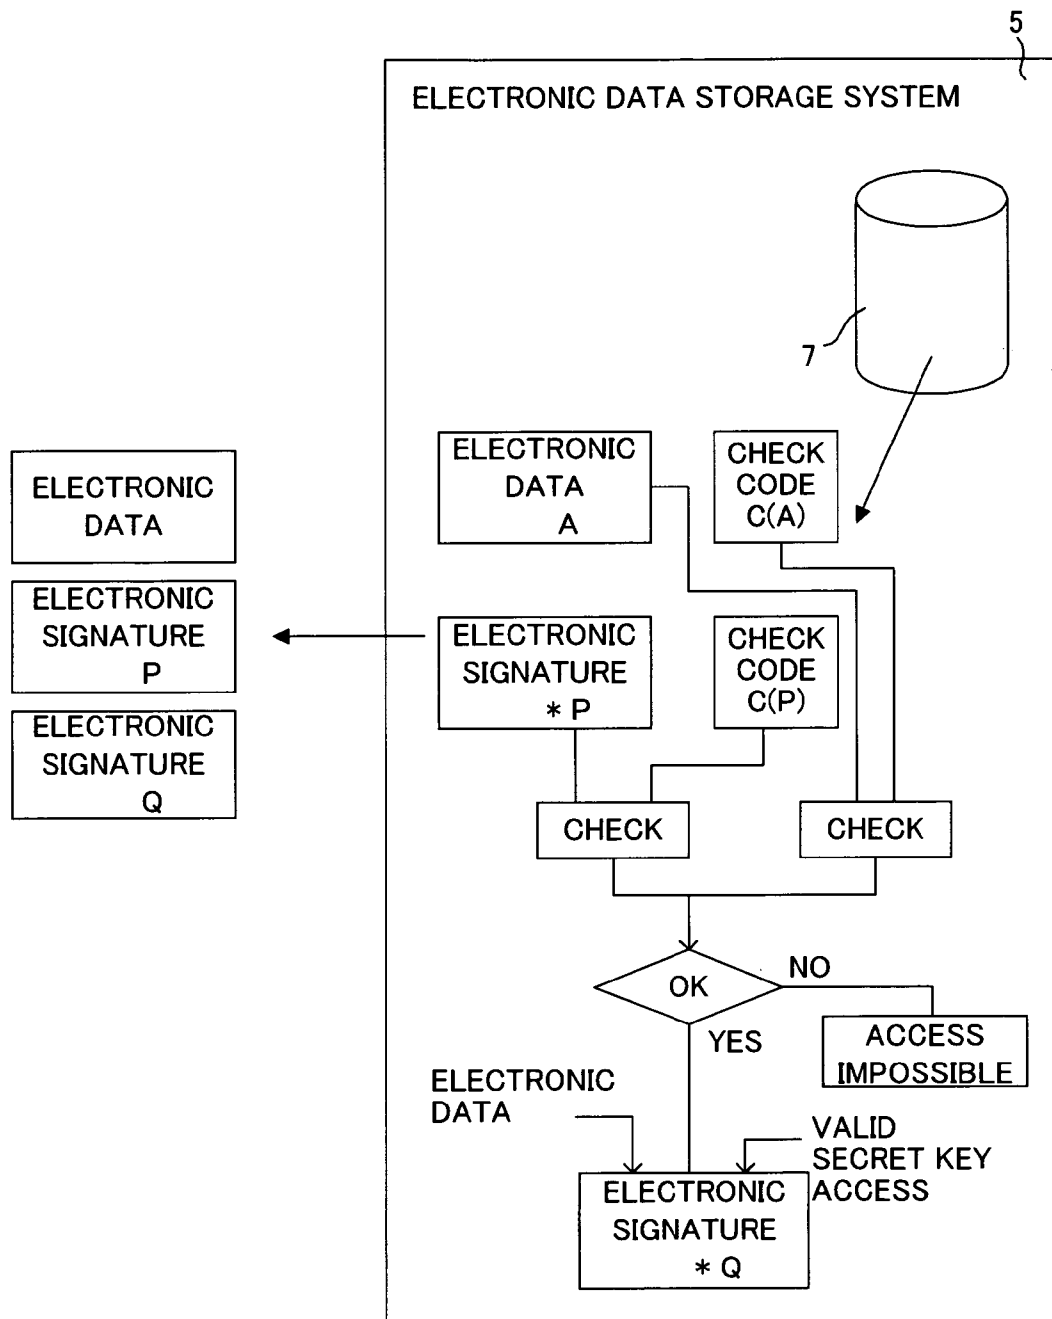 5
ELECTRONIC DATA STORAGE SYSTEM
7
ELECTRONIC
DATA
A
CHECK
CODE
C(A)
ELECTRONIC
DATA
ELECTRONIC
SIGNATURE
P
ELECTRONIC
SIGNATURE
Q
ELECTRONIC
SIGNATURE
* P
CHECK
CODE
C(P)
CHECK
CHECK
OK
NO
YES
ACCESS
IMPOSSIBLE
ELECTRONIC
DATA
VALID
SECRET KEY
ACCESS
ELECTRONIC
SIGNATURE
* Q